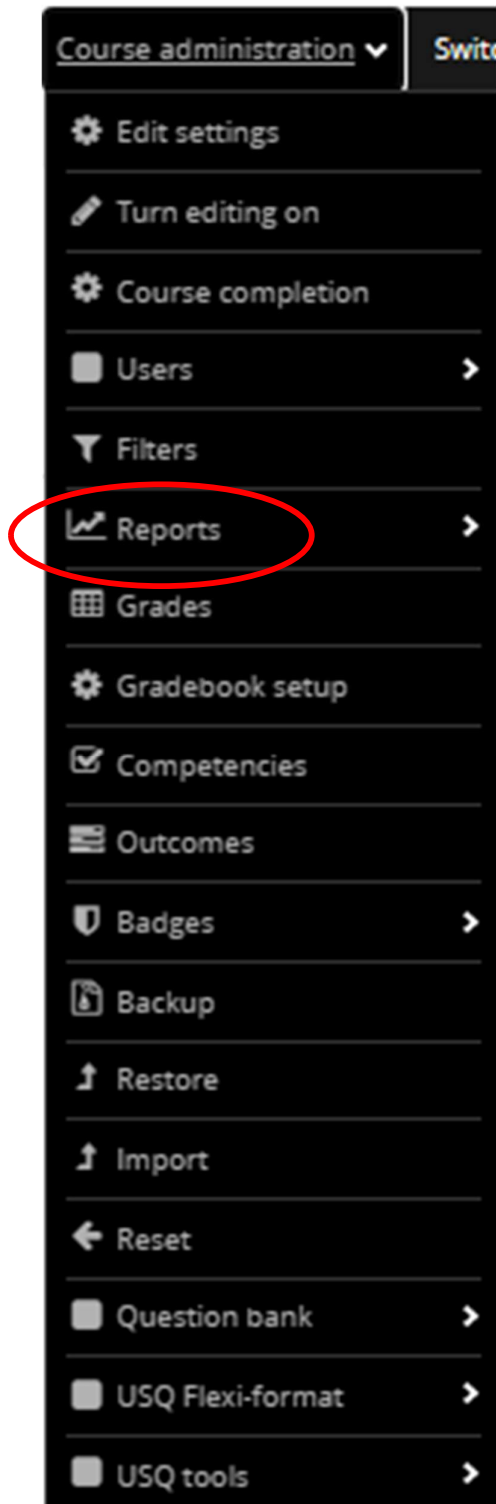 Course administration Switc
Edit settings
Turn editing on
Course completion
Users
Filters
Reports
Grades
Gradebook setup
Competencies
Outcomes
Badges
Backup
Restore
Import
Reset
Question bank
USQ Flexi-format
USQ tools